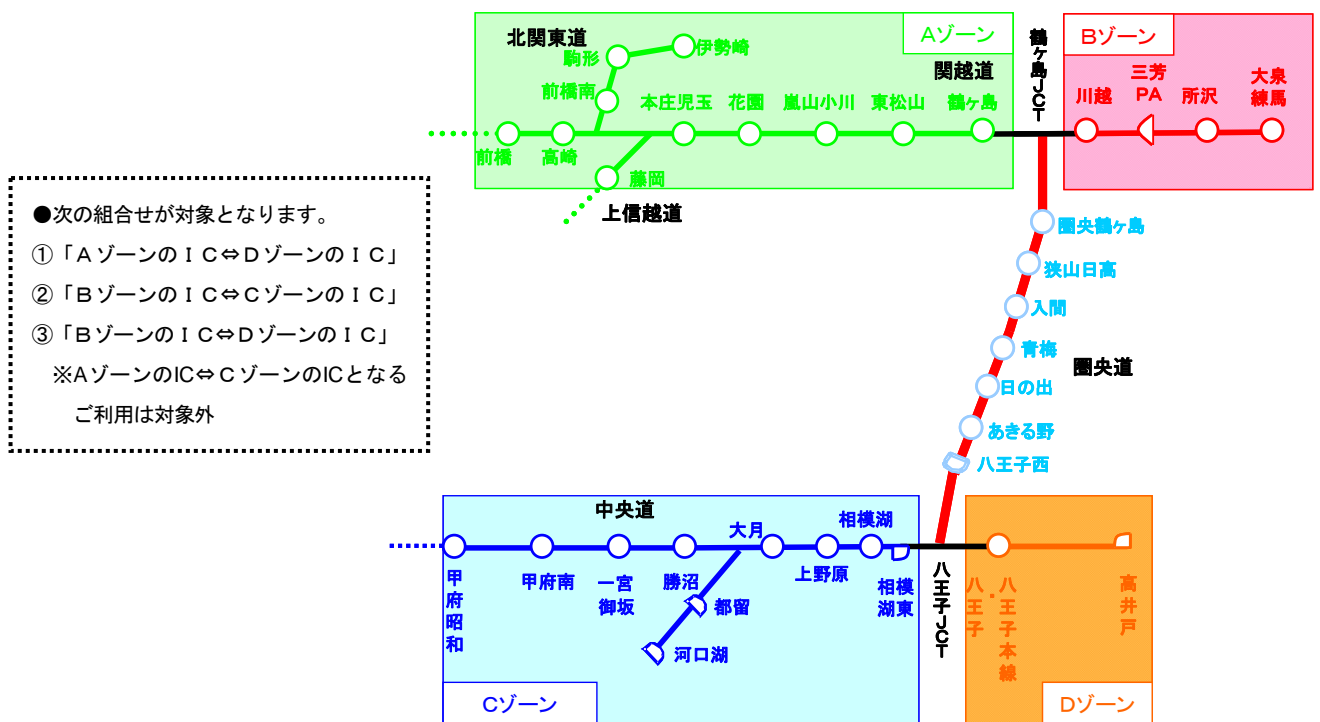 北関東道
Aゾーン
伊勢崎
駒形
関越道
前橋南
本庄児玉
花園
嵐山小川
東松山
鶴ヶ島
前橋
高崎
藤岡
上信越道
鶴ヶ島JCT
Bゾーン
川越
三芳
PA
所沢
大泉
練馬
●次の組合せが対象となります。
①「AゾーンのIC⇔DゾーンのIC」
②「BゾーンのIC⇔CゾーンのIC」
③「BゾーンのIC⇔DゾーンのIC」
※AゾーンのIC⇔CゾーンのICとなる
ご利用は対象外
圏央鶴ヶ島
狭山日高
入間
青梅
圏央道
日の出
あきる野
八王子西
中央道
大月
相模湖
甲府昭和
甲府南
一宮
御坂
勝沼
都留
河口湖
上野原
相模
湖東
Cゾーン
八王子JCT
八王子・
八王子本線
高井戸
Dゾーン